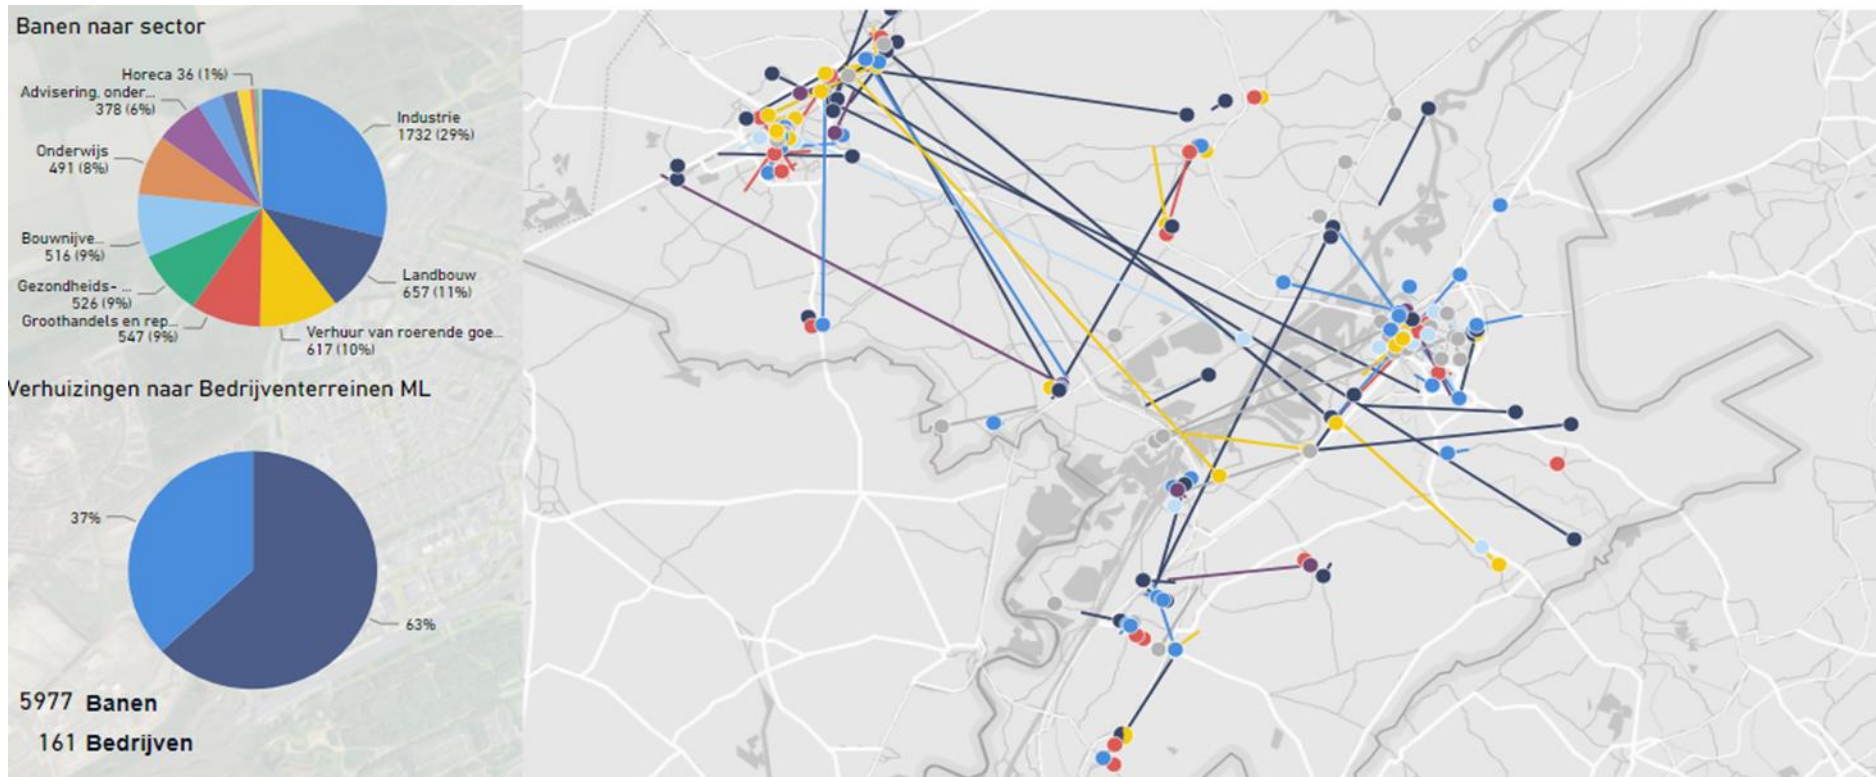 Banen naar sector
Horeca 36 (1%)
Advisering, onder...
378 (6%)
Industrie
1732 (29%)
Onderwijs
491 (8%)
Bouwnijve...
516 (9%)
Landbouw
657 (11%)
Gezondheids- ...
526 (9%)
Groothandels en rep...
547 (9%)
Verhuur van roerende goe...
617 (10%)
Verhuizingen naar Bedrijventerreinen ML
37%
63%
5977 Banen
161 Bedrijven